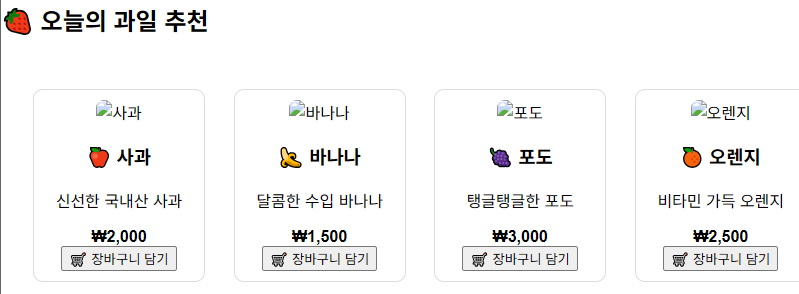 🍓 오늘의 과일 추천
사과 바나나 포도 오렌지
🍎 사과 🍌 바나나 🍇 포도 🍊 오렌지
신선한 국내산 사과 달콤한 수입 바나나 탱글탱글한 포도 비타민 가득 오렌지
₩2,000 ₩1,500 ₩3,000 ₩2,500
🛒 장바구니 담기 🛒 장바구니 담기 🛒 장바구니 담기 🛒 장바구니 담기